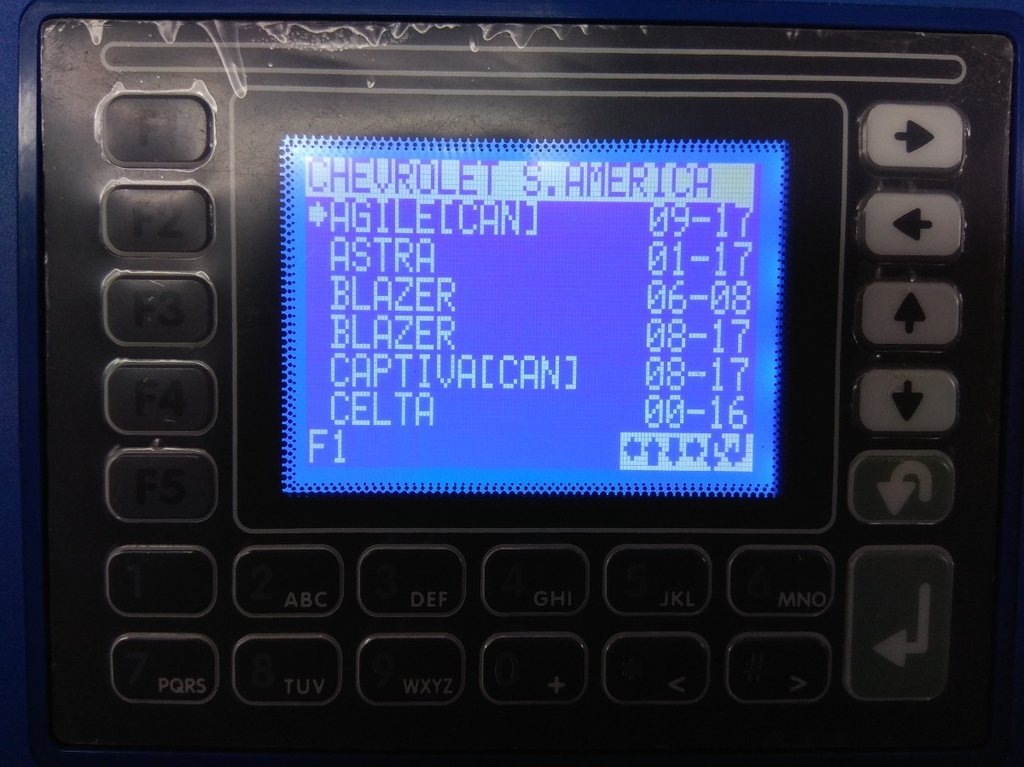 CHEVROLET S.AMERICA
AGILE[CAN] 09-17
ASTRA 01-17
BLAZER 06-08
BLAZER 08-17
CAPTIVA[CAN] 08-17
CELTA 00-16
F1
F1
F2
F3
F4
F5
1
2 ABC
3 DEF
4 GHI
5 JKL
6 MNO
7 PQRS
8 TUV
9 WXYZ
0 +
* <
# >